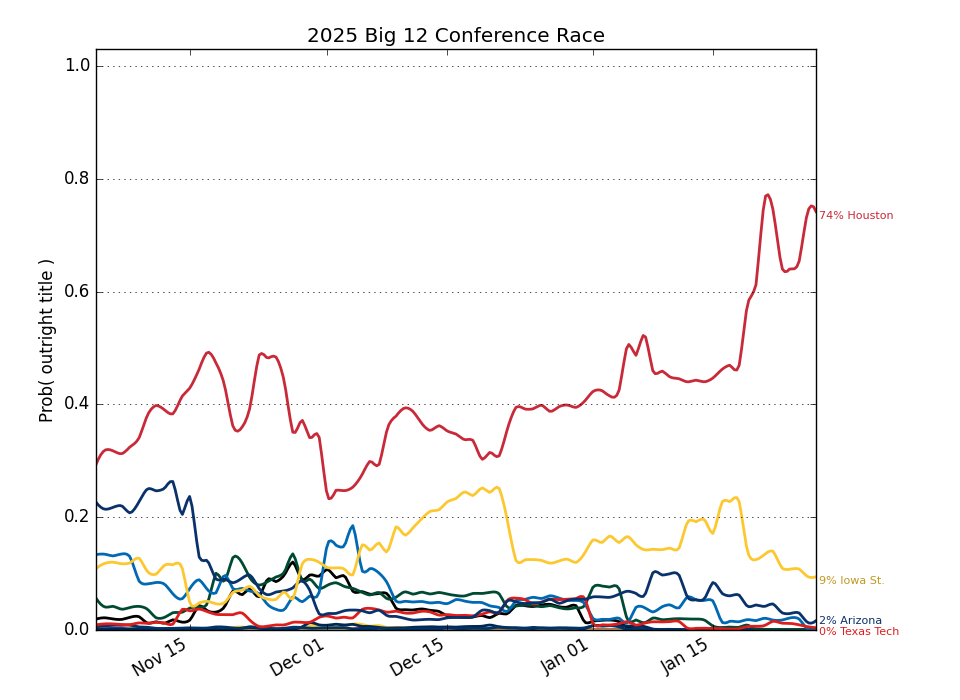 2025 Big 12 Conference Race
Prob( outright title )
1.0
0.8
0.6
0.4
0.2
0.0
74% Houston
9% Iowa St.
2% Arizona
0% Texas Tech
Nov 15
Dec 01
Dec 15
Jan 01
Jan 15